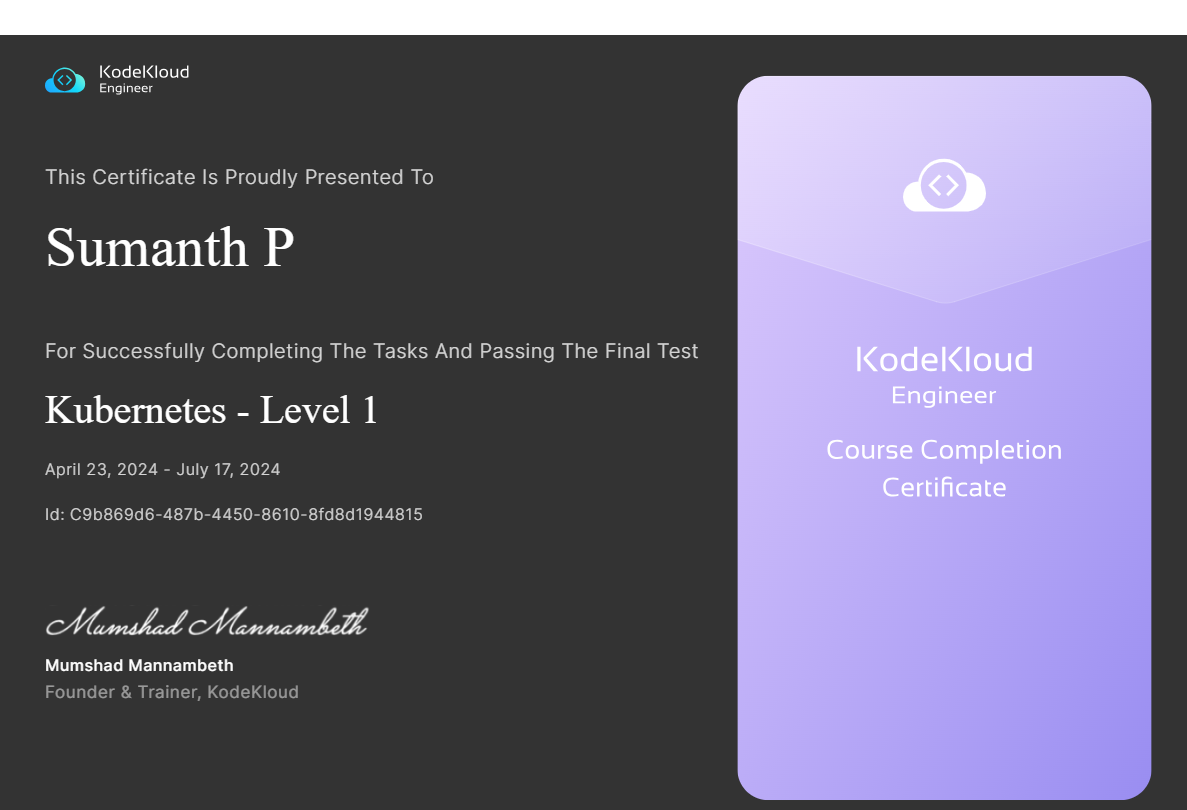 KodeKloud
Engineer
This Certificate Is Proudly Presented To
Sumanth P
For Successfully Completing The Tasks And Passing The Final Test
Kubernetes - Level 1
April 23, 2024 - July 17, 2024
Id: C9b869d6-487b-4450-8610-8fd8d1944815
Mumshad Mannambeth
Mumshad Mannambeth
Founder & Trainer, KodeKloud
KodeKloud
Engineer
Course Completion
Certificate